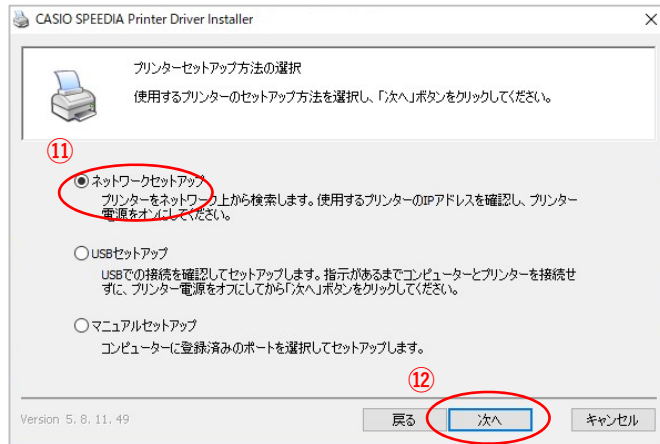 CASIO SPEEDIA Printer Driver Installer
プリンターセットアップ方法の選択
使用するプリンターのセットアップ方法を選択し、「次へ」ボタンをクリックしてください。
⑪
ネットワークセットアップ
プリンターをネットワーク上から検索します。使用するプリンターのIPアドレスを確認し、プリンター
電源をオンにしてください。
USBセットアップ
USBでの接続を確認してセットアップします。指示があるまでコンピューターとプリンターを接続せ
ずに、プリンター電源をオフにしてから「次へ」ボタンをクリックしてください。
マニュアルセットアップ
コンピューターに登録済みのポートを選択してセットアップします。
⑫
Version 5.8.11.49
戻る
次へ
キャンセル